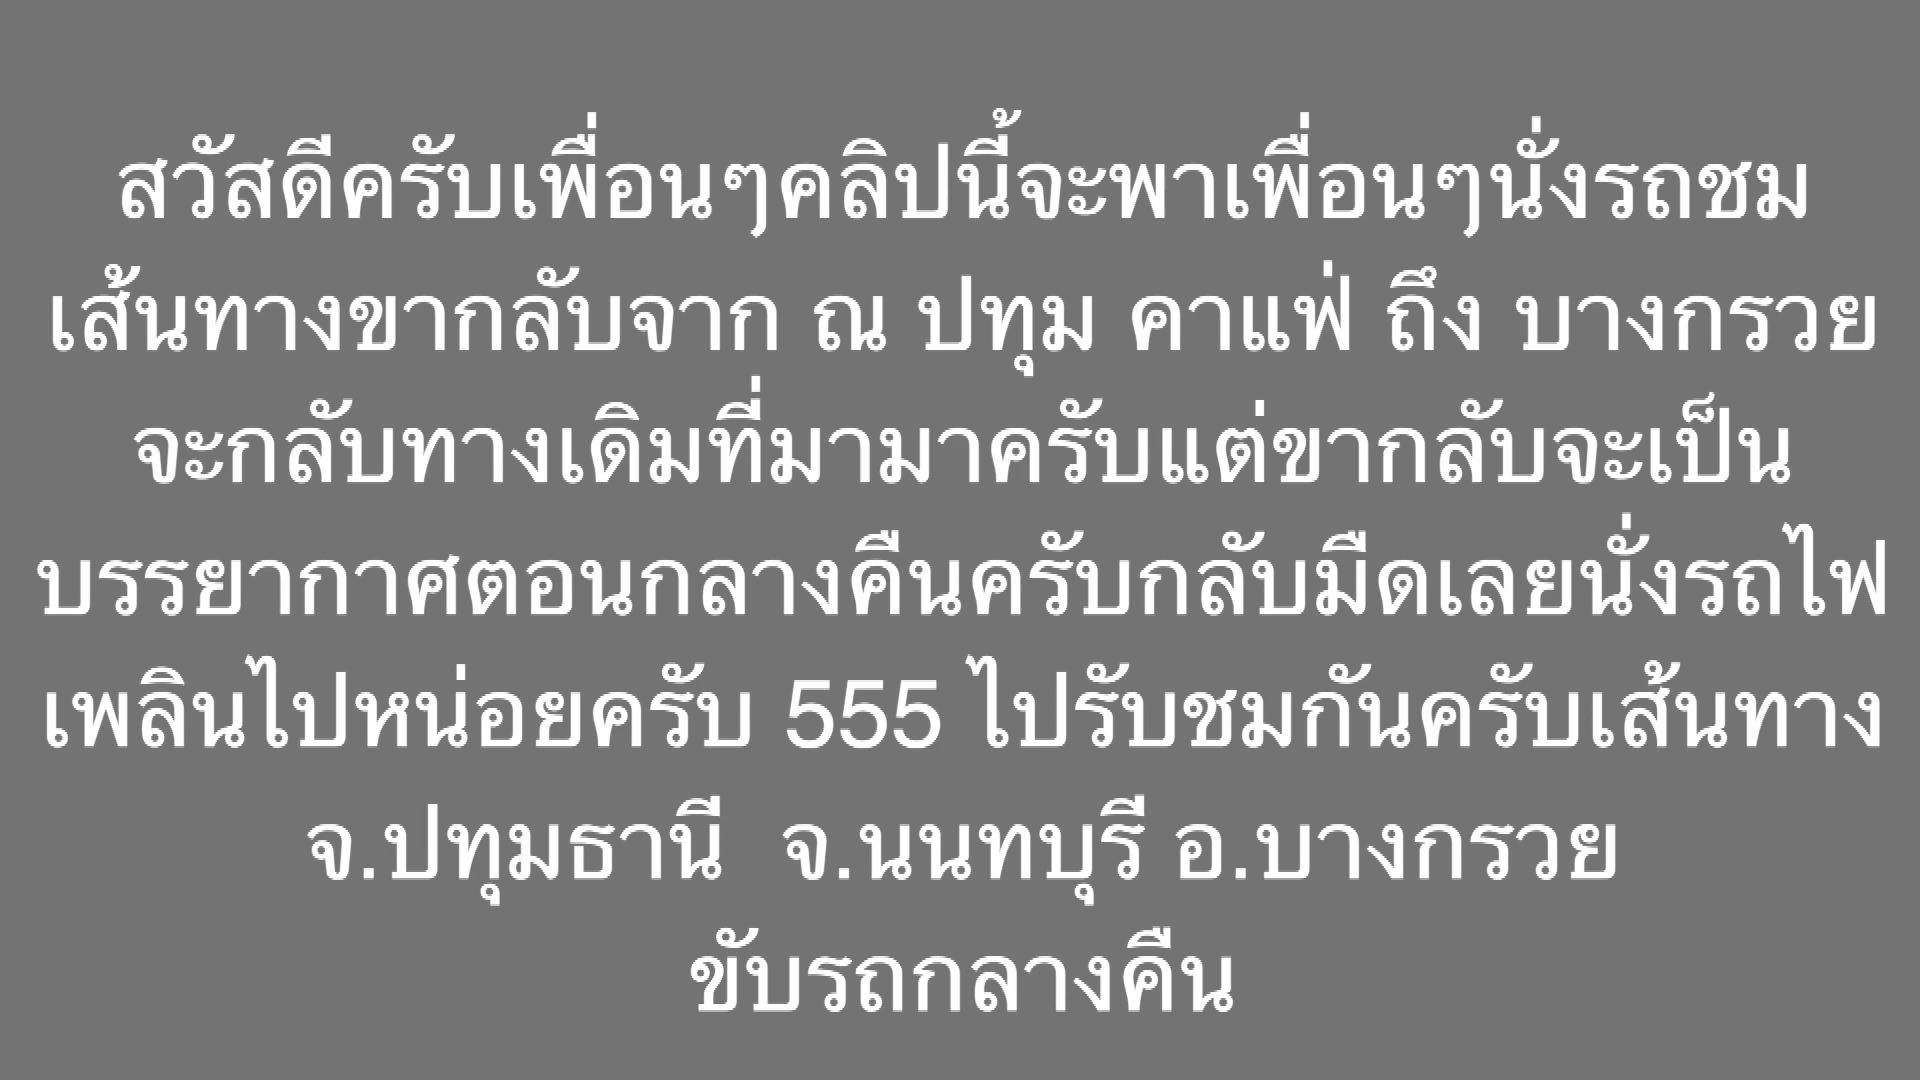 สวัสดีครับเพื่อนๆคลิปนี้จะพาเพื่อนๆนั่งรถชม
เส้นทางขากลับจาก ณ ปทุม คาแฟ่ ถึง บางกรวย
จะกลับทางเดิมที่มามาครับแต่ขากลับจะเป็น
บรรยากาศตอนกลางคืนครับกลับมืดเลยนั่งรถไฟ
เพลินไปหน่อยครับ 555 ไปรับชมกันครับเส้นทาง
จ.ปทุมธานี  จ.นนทบุรี อ.บางกรวย
ขับรถกลางคืน